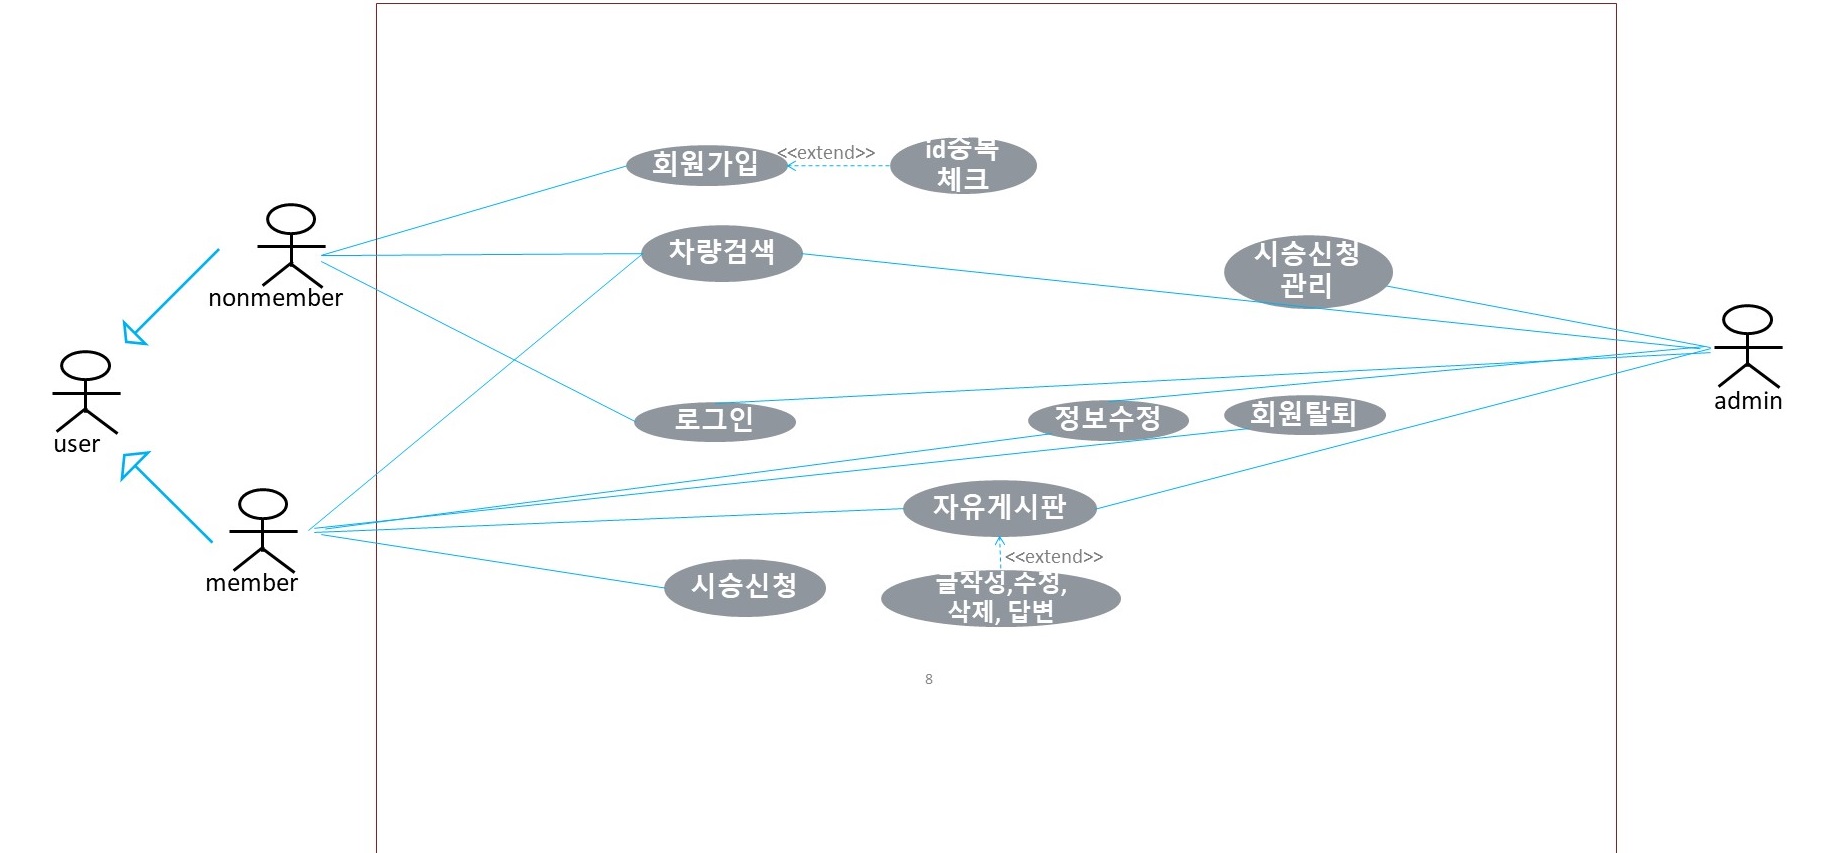 회원가입
<<extend>>
id중복
체크
차량검색
시승신청
관리
nonmember
user
admin
로그인
정보수정
회원탈퇴
자유게시판
<<extend>>
member
시승신청
글작성,수정,
삭제, 답변
8